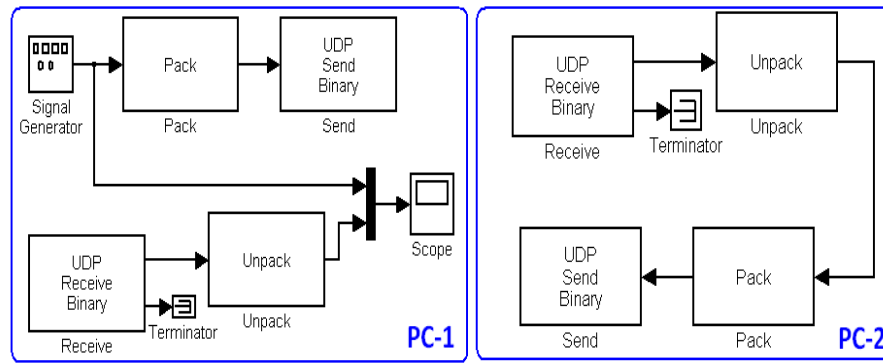 Signal
Generator
Pack
Pack
UDP
Send
Binary
Send
Scope
UDP
Receive
Binary
Receive
Terminator
Unpack
Unpack
PC-1
UDP
Receive
Binary
Receive
Terminator
Unpack
Unpack
UDP
Send
Binary
Send
Pack
Pack
PC-2